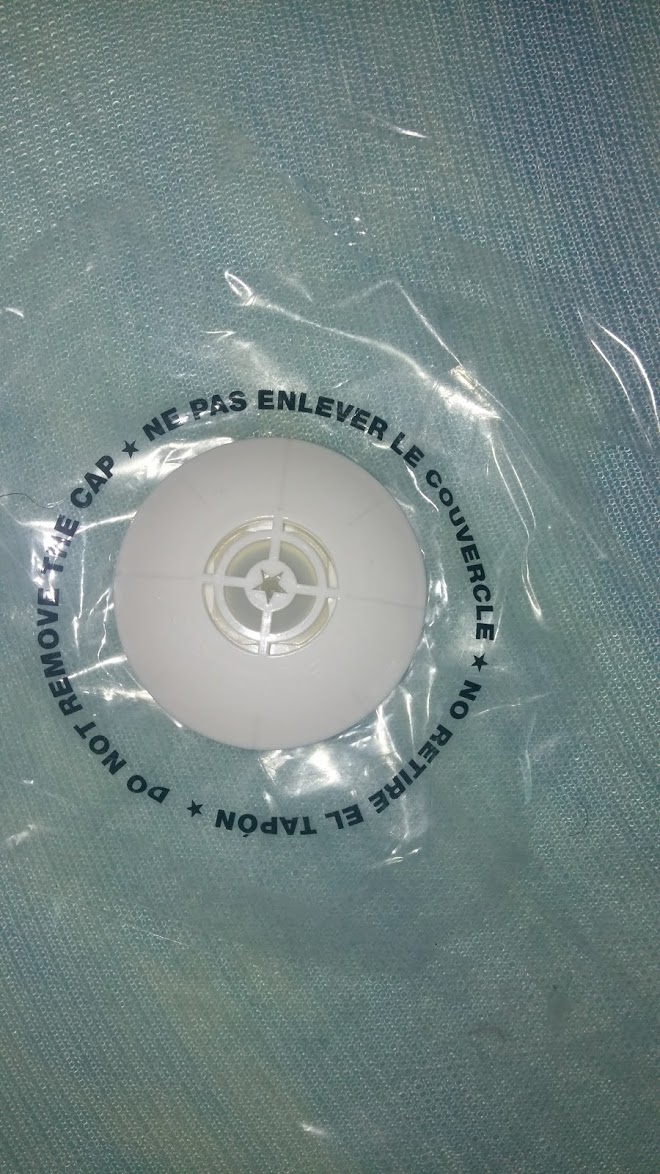 DO NOT REMOVE THE CAP ★ NE PAS ENLEVER LE COUVERCLE ★ NO RETIRE EL TAPÓN ★